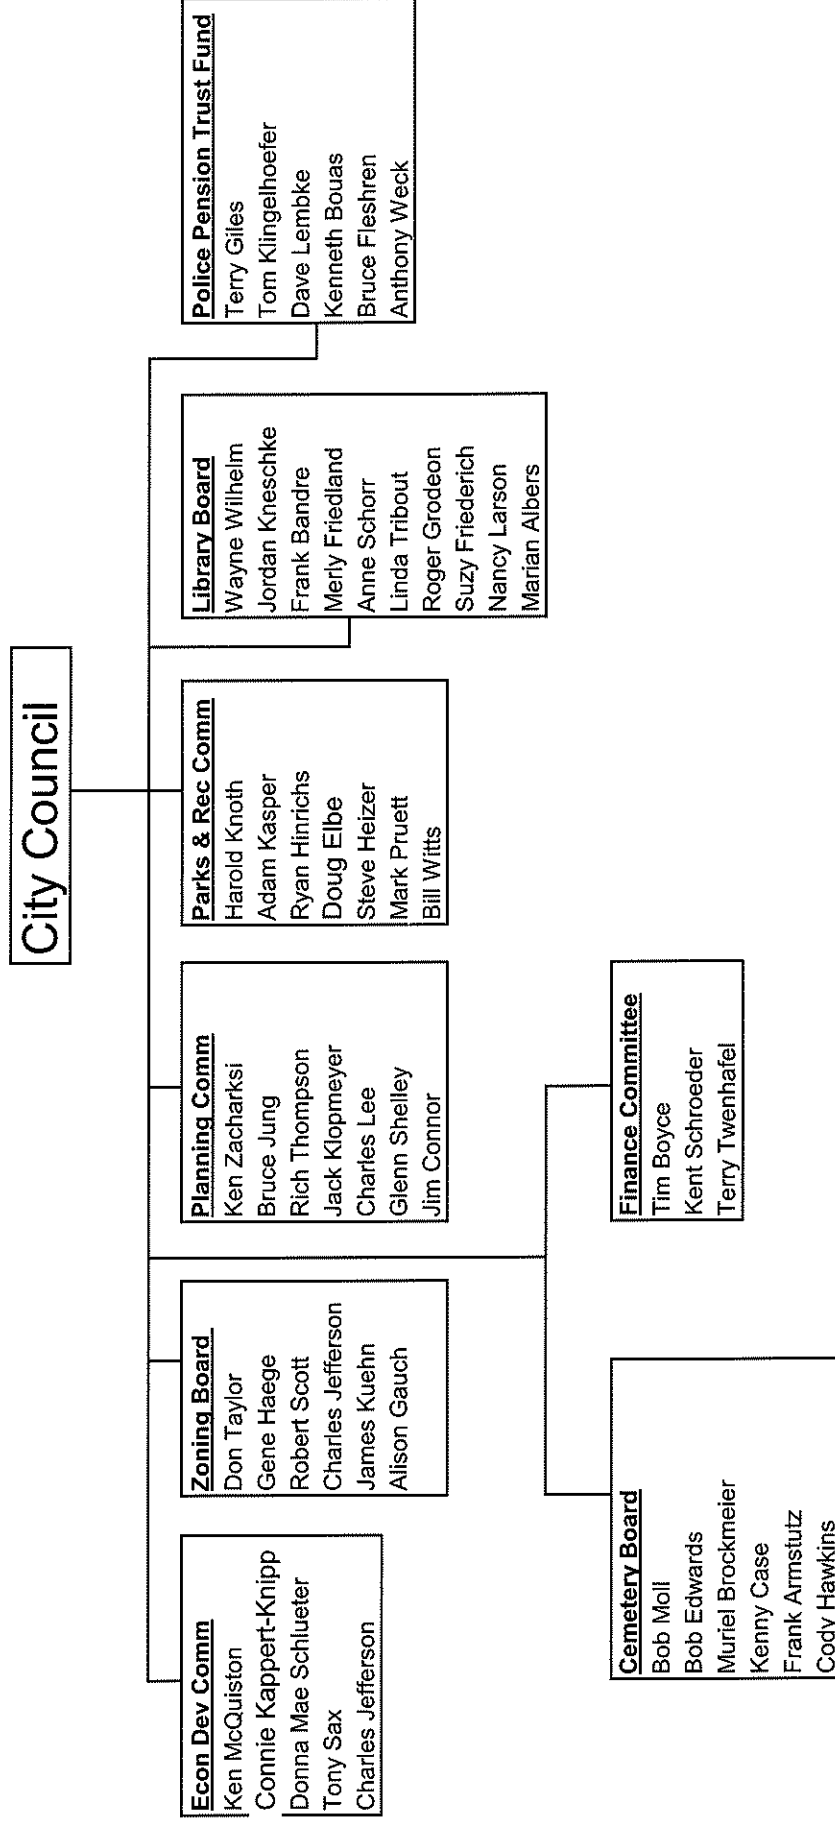 City Council
Econ Dev Comm
Ken McQuiston
Connie Kappert-Knipp
Donna Mae Schlueter
Tony Sax
Charles Jefferson
Zoning Board
Don Taylor
Gene Haege
Robert Scott
Charles Jefferson
James Kuehn
Alison Gauch
Planning Comm
Ken Zacharksi
Bruce Jung
Rich Thompson
Jack Klopmeyer
Charles Lee
Glenn Shelley
Jim Connor
Parks & Rec Comm
Harold Knoth
Adam Kasper
Ryan Hinrichs
Doug Elbe
Steve Heizer
Mark Pruett
Bill Witts
Library Board
Wayne Wilhelm
Jordan Kneschke
Frank Bandre
Merly Friedland
Anne Schorr
Linda Tribout
Roger Grodeon
Suzy Friederich
Nancy Larson
Marian Albers
Police Pension Trust Fund
Terry Giles
Tom Klingelhoefer
Dave Lembke
Kenneth Bouas
Bruce Fleshren
Anthony Weck
Cemetery Board
Bob Moll
Bob Edwards
Muriel Brockmeier
Kenny Case
Frank Armstutz
Cody Hawkins
Finance Committee
Tim Boyce
Kent Schroeder
Terry Twenhafel